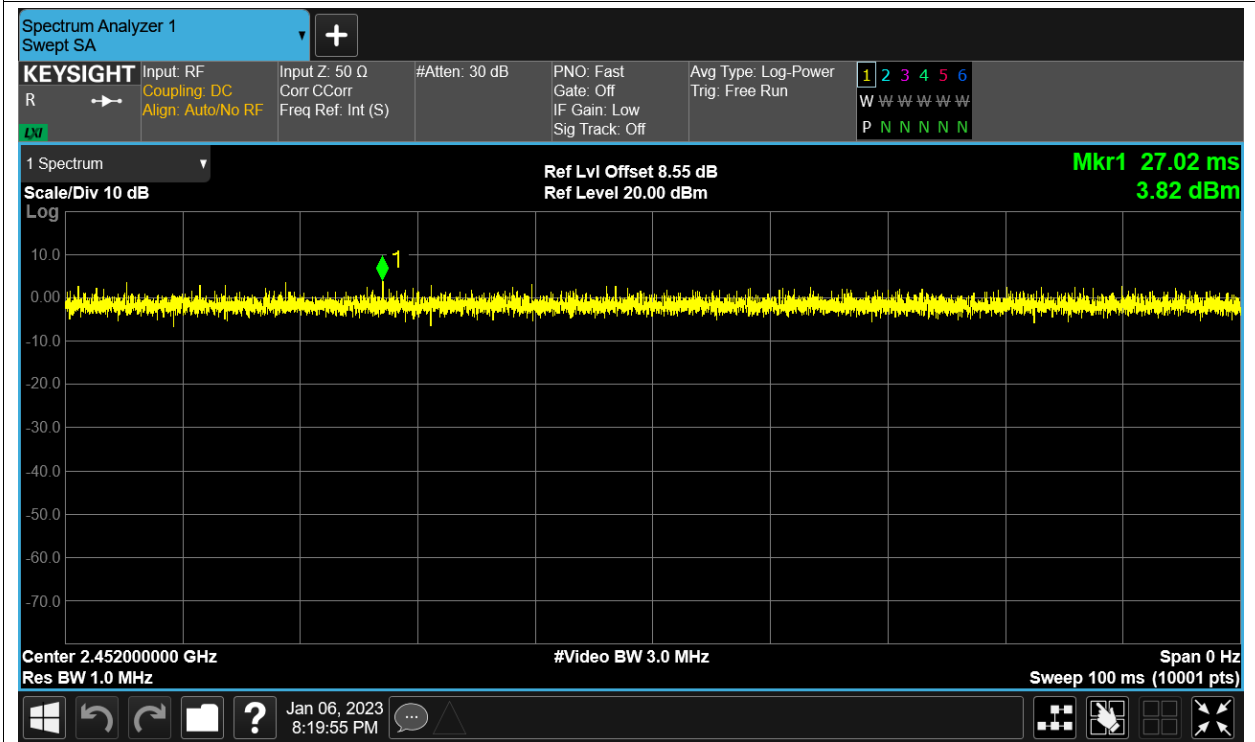 Spectrum Analyzer 1
Swept SA
▼
+
KEYSIGHT
R
LXI
Input: RF
Coupling: DC
Align: Auto/No RF
Input Z: 50 Ω
Corr CCorr
Freq Ref: Int (S)
#Atten: 30 dB
PNO: Fast
Gate: Off
IF Gain: Low
Sig Track: Off
Avg Type: Log-Power
Trig: Free Run
1 2 3 4 5 6
W W W W W W
P N N N N N
1 Spectrum ▼
Scale/Div 10 dB
Log
Ref Lvl Offset 8.55 dB
Ref Level 20.00 dBm
Mkr1 27.02 ms
3.82 dBm
1
10.0
0.00
-10.0
-20.0
-30.0
-40.0
-50.0
-60.0
-70.0
Center 2.452000000 GHz
Res BW 1.0 MHz
#Video BW 3.0 MHz
Span 0 Hz
Sweep 100 ms (10001 pts)
?
Jan 06, 2023
8:19:55 PM